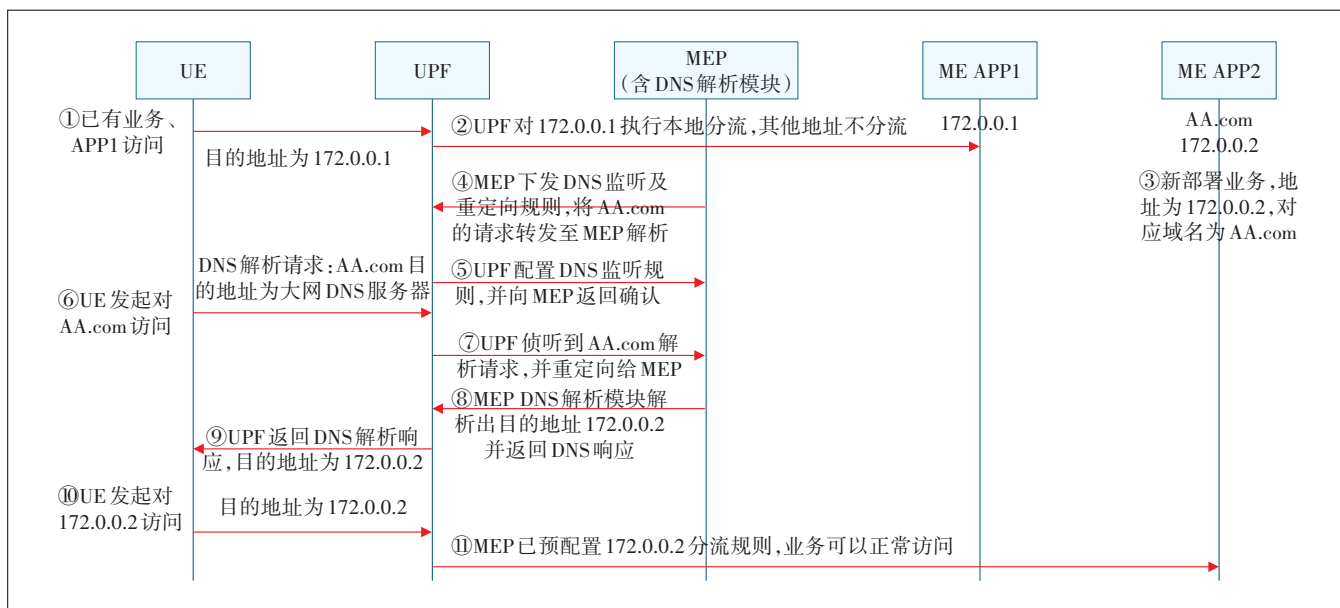 UE
UPF
MEP
(含DNS解析模块)
ME APP1
ME APP2
①已有业务、
APP1访问
目的地址为172.0.0.1
②UPF对172.0.0.1执行本地分流,其他地址不分流
172.0.0.1
AA.com
172.0.0.2
③新部署业务,地
址为172.0.0.2,对
应域名为AA.com
④MEP下发DNS监听及
重定向规则,将AA.com
的请求转发至MEP解析
DNS解析请求:AA.com目
的地址为大网DNS服务器
⑤UPF配置DNS监听规
则,并向MEP返回确认
⑥UE发起对
AA.com访问
⑦UPF侦听到AA.com解
析请求,并重定向给MEP
⑧MEP DNS解析模块解
析出目的地址172.0.0.2
并返回DNS响应
⑨UPF返回DNS解析响
应,目的地址为172.0.0.2
⑩UE发起对
172.0.0.2访问
目的地址为172.0.0.2
⑪MEP已预配置172.0.0.2分流规则,业务可以正常访问